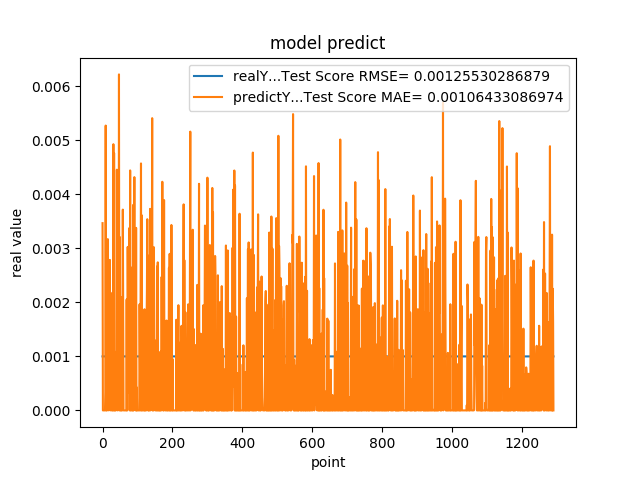 model predict
realY...Test Score RMSE= 0.00125530286879
predictY...Test Score MAE= 0.00106433086974
0.006
0.005
0.004
0.003
0.002
0.001
0.000
real value
0
200
400
600
800
1000
1200
point